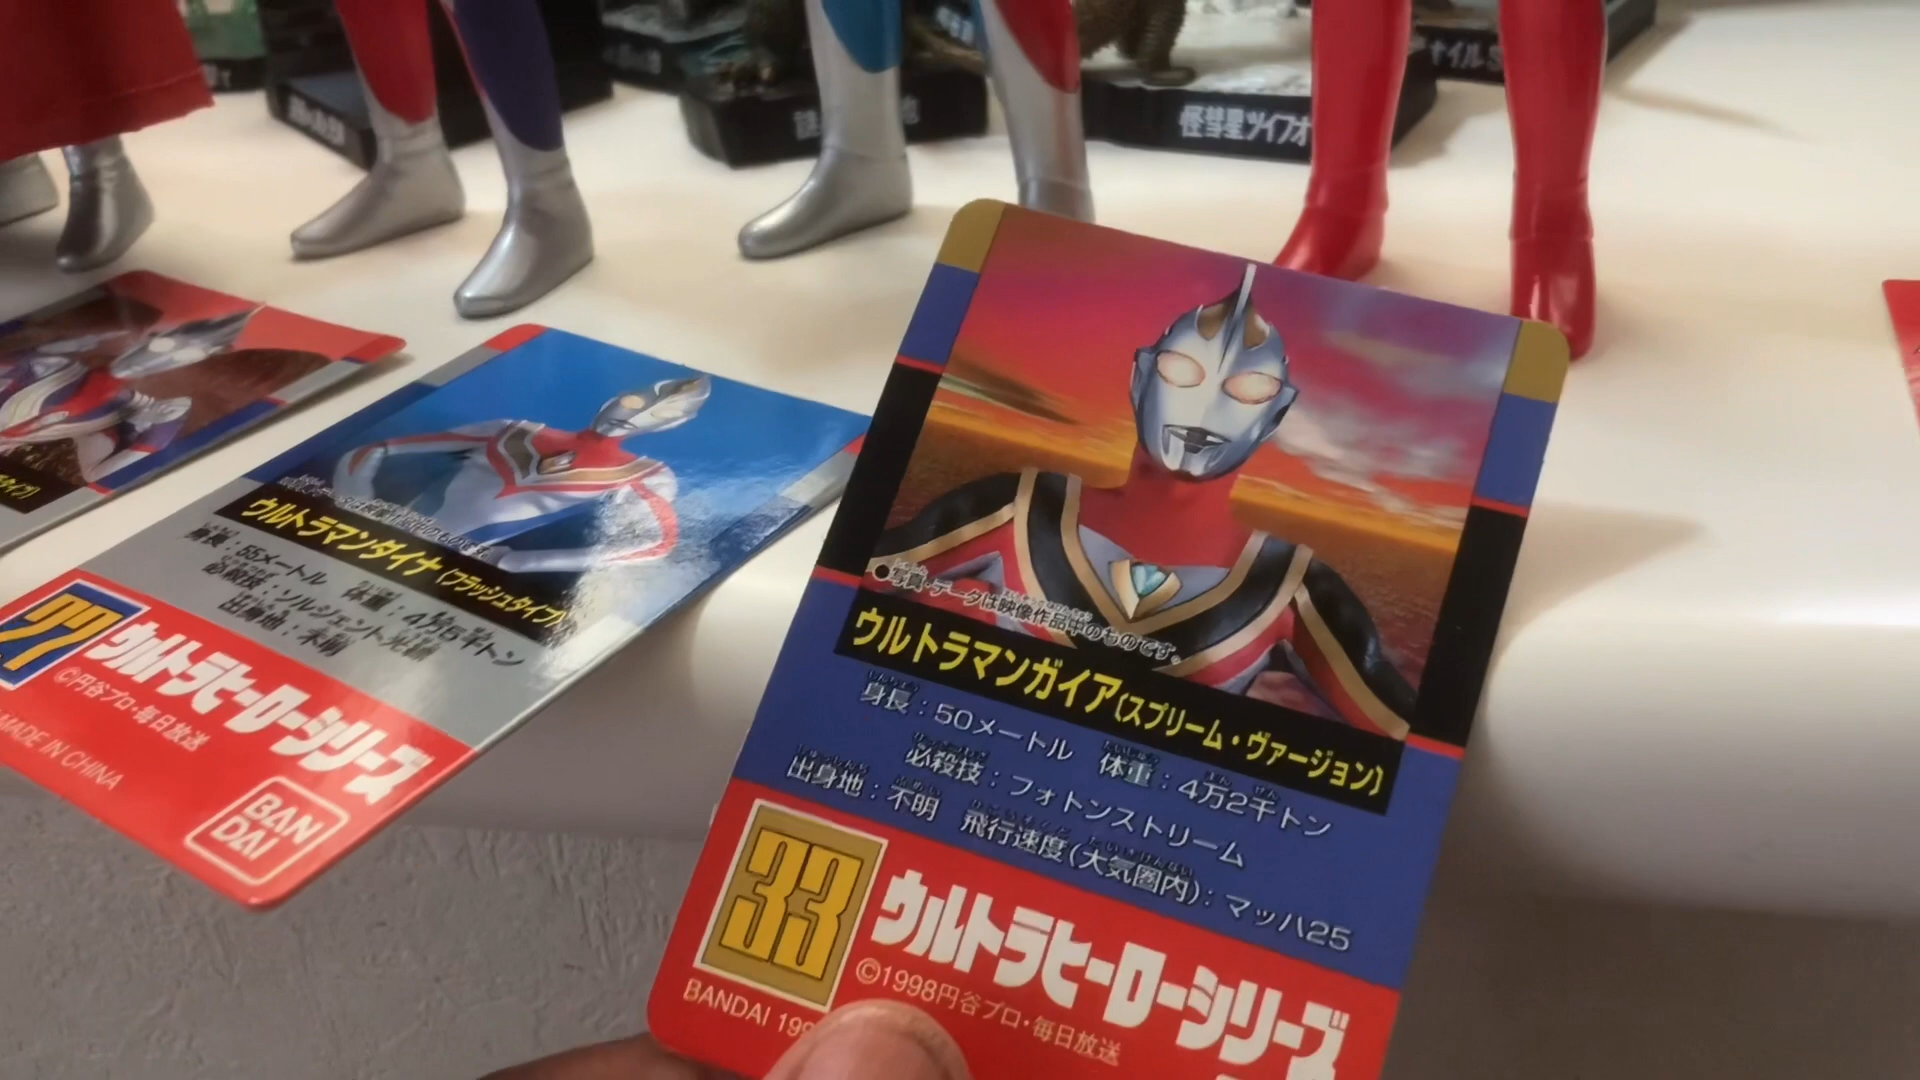 怪彗星ツイフォ
ナイルS
●写真・データは映像作品中のものです。
ウルトラマンガイア(スプリーム・ヴァージョン)
身長：50メートル 体重：4万2千トン
必殺技：フォトンストリーム
出身地：不明 飛行速度(大気圏内)：マッハ25
33 ウルトラヒーローシリーズ
©1998円谷プロ・毎日放送
BANDAI 199
ウルトラマンダイナ(フラッシュタイプ)
身長：55メートル 体重：4万5千トン
必殺技：ソルジェント光線
出身地：未明
ウルトラヒーローシリーズ
©円谷プロ・毎日放送
MADE IN CHINA
BAN
DAI